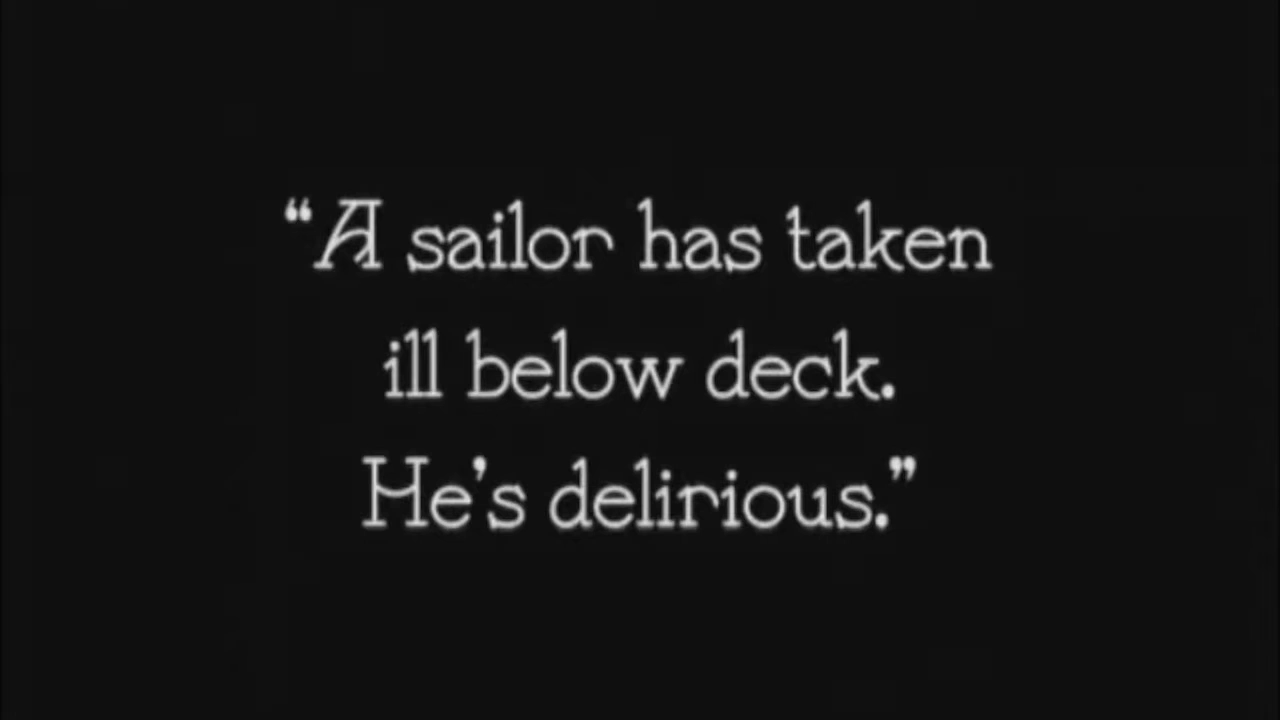 “A sailor has taken
ill below deck.
He’s delirious.”